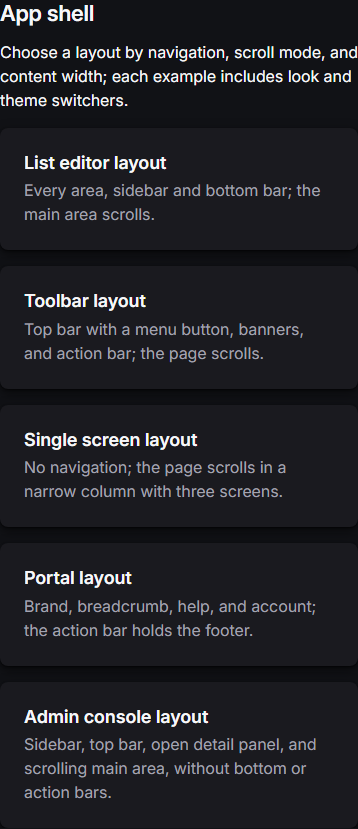 App shell
Choose a layout by navigation, scroll mode, and
content width; each example includes look and
theme switchers.
List editor layout
Every area, sidebar and bottom bar; the
main area scrolls.
Toolbar layout
Top bar with a menu button, banners,
and action bar; the page scrolls.
Single screen layout
No navigation; the page scrolls in a
narrow column with three screens.
Portal layout
Brand, breadcrumb, help, and account;
the action bar holds the footer.
Admin console layout
Sidebar, top bar, open detail panel, and
scrolling main area, without bottom or
action bars.